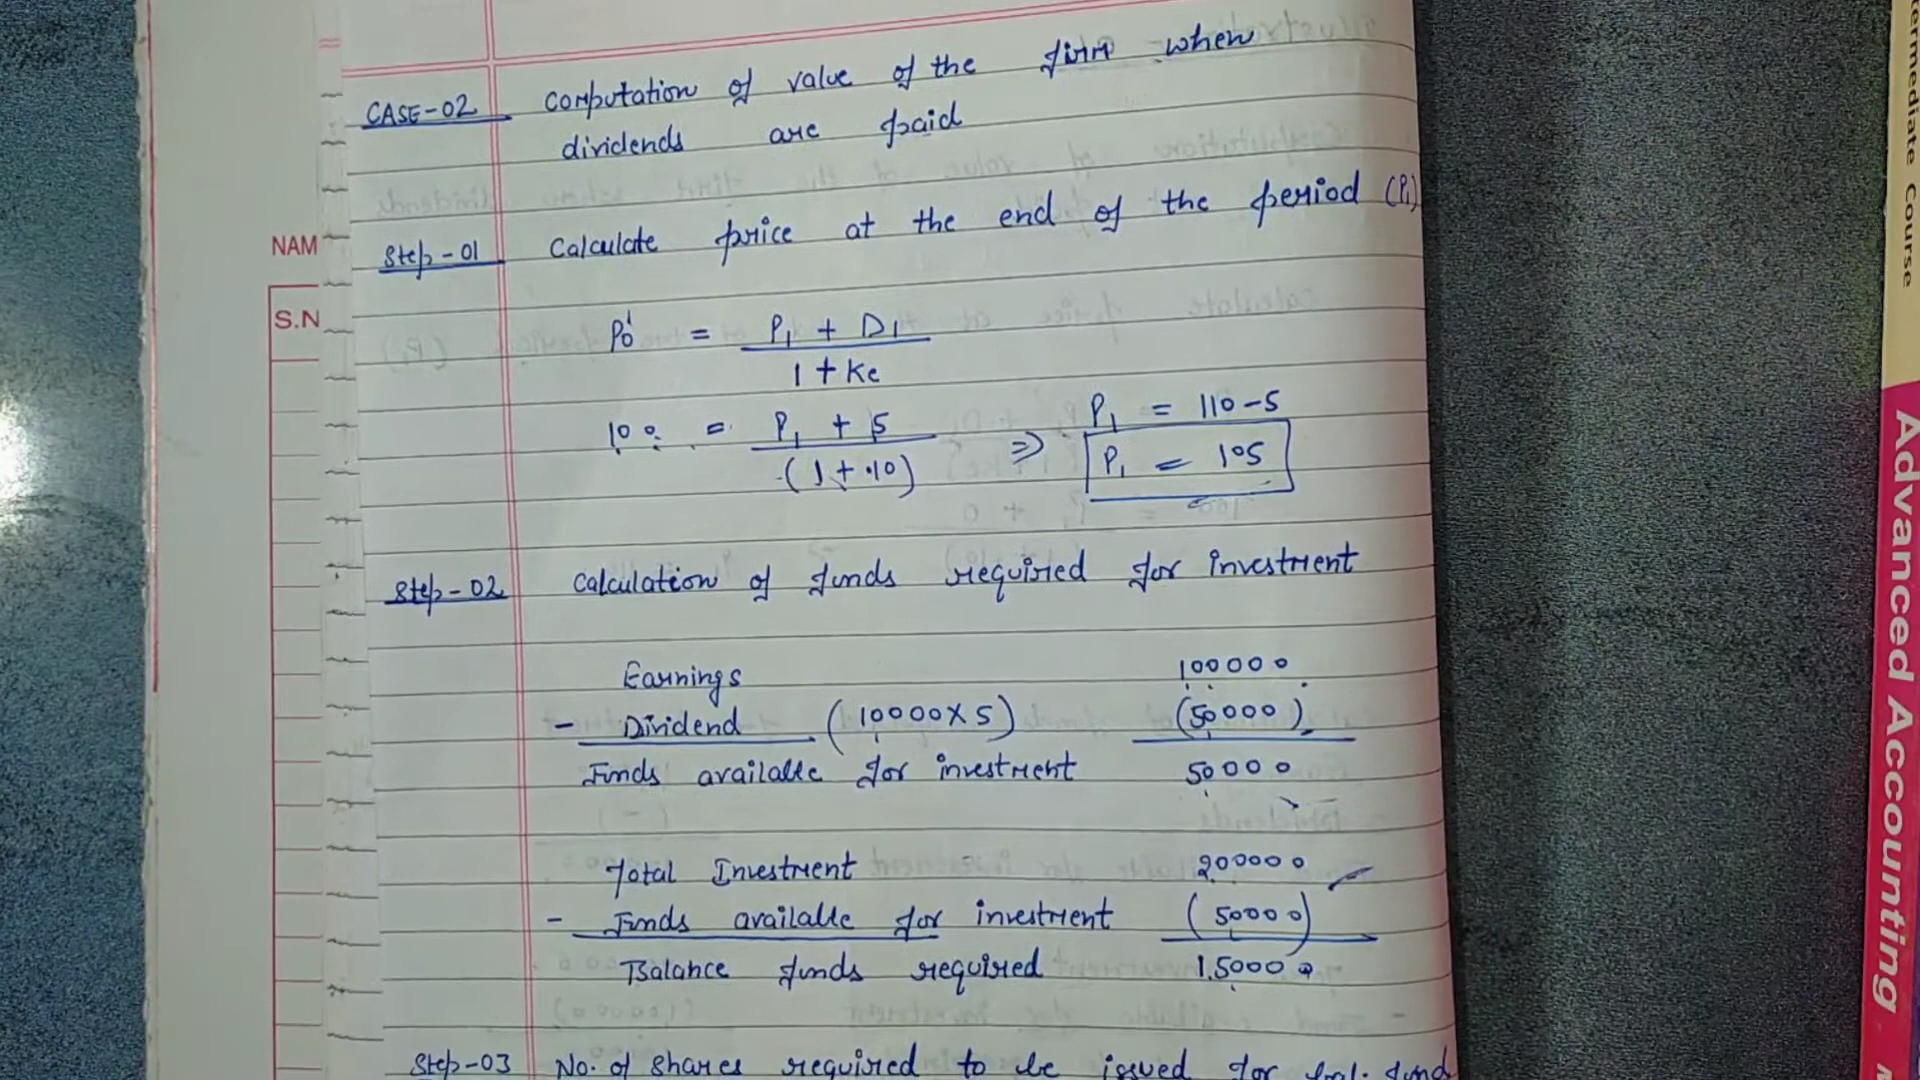 CASE-02 Computation of value of the firm when
dividends are paid
Step-01 Calculate price at the end of the period (P1)
NAM
S.N
P0' = P1 + D1
1 + Ke
100 = P1 + 5
(1 + .10)
⇒ P1 = 110-5
P1 = 105
Step-02 Calculation of funds required for investment
Earnings 100000
- Dividend (10000×5) (50000)
Funds available for investment 50000
Total Investment 200000
- Funds available for investment (50000)
Balance funds required 150000
Step-03 No. of shares required to be issued for bal. fund
termediate Course
Advanced Accounting